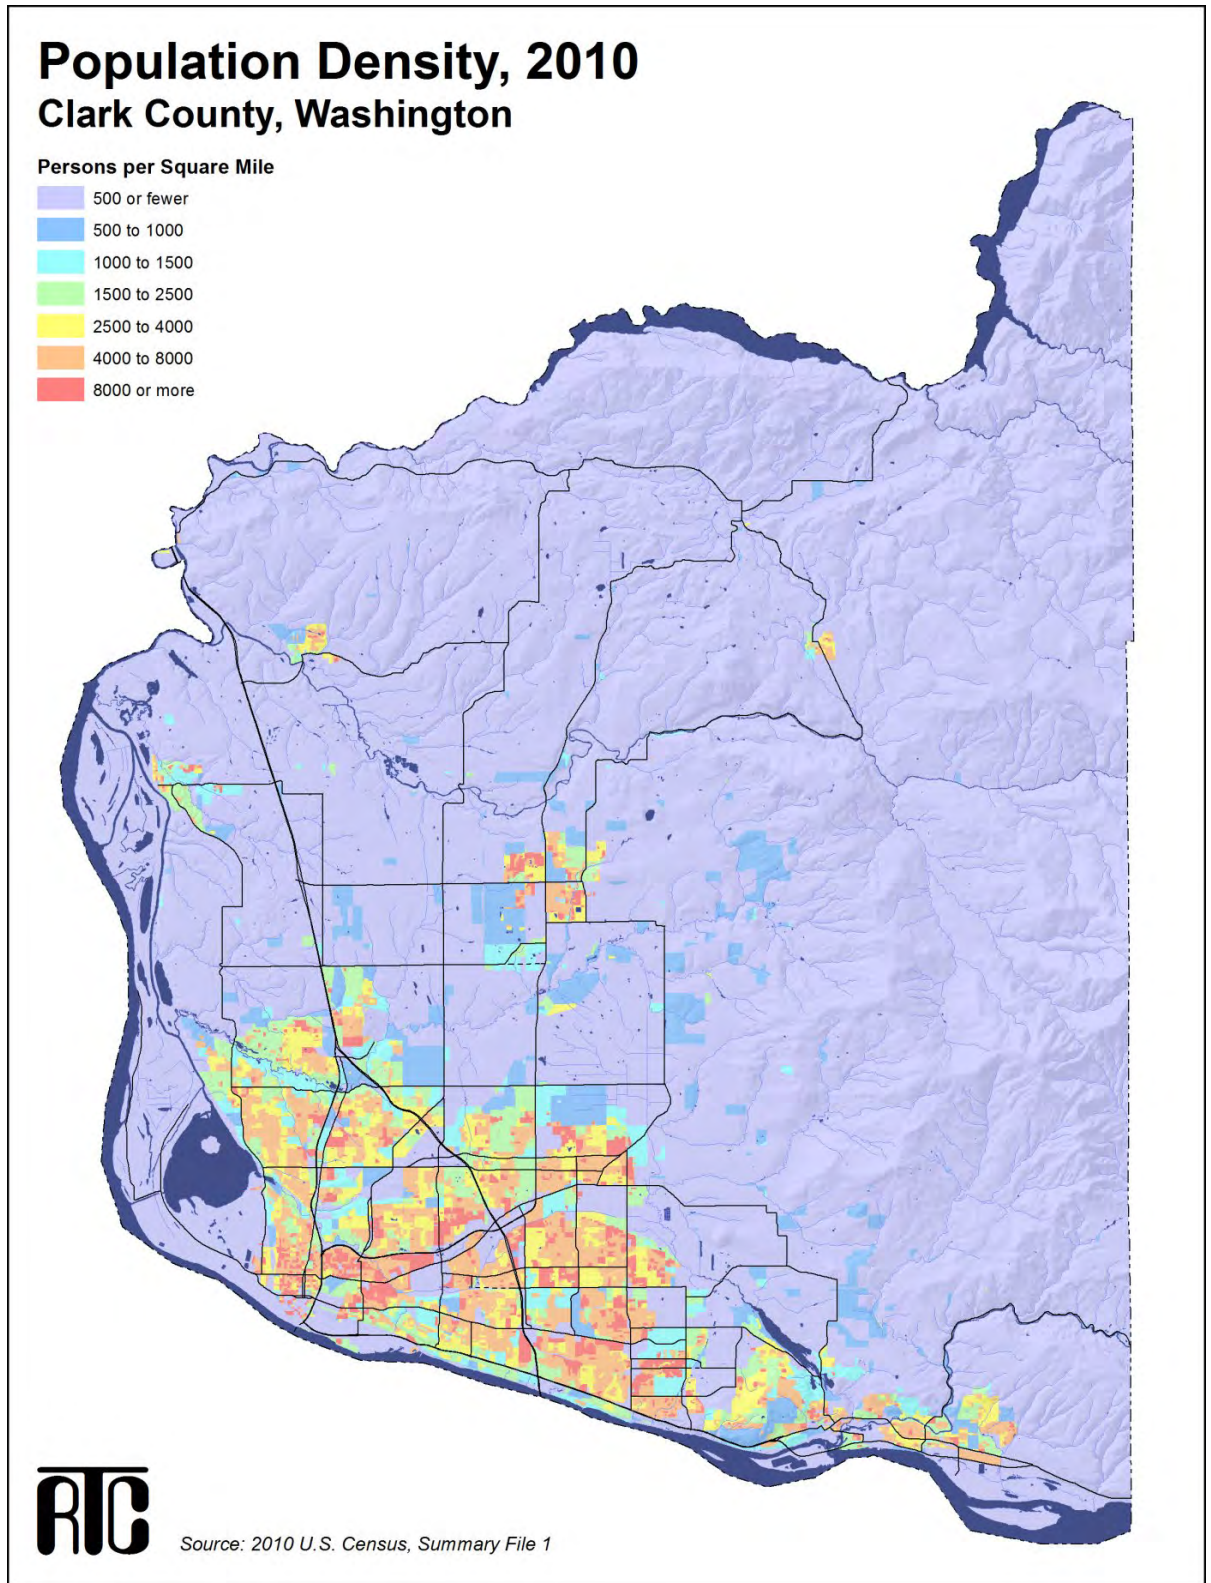 Population Density, 2010
Clark County, Washington
Persons per Square Mile
500 or fewer
500 to 1000
1000 to 1500
1500 to 2500
2500 to 4000
4000 to 8000
8000 or more
RTC
Source: 2010 U.S. Census, Summary File 1